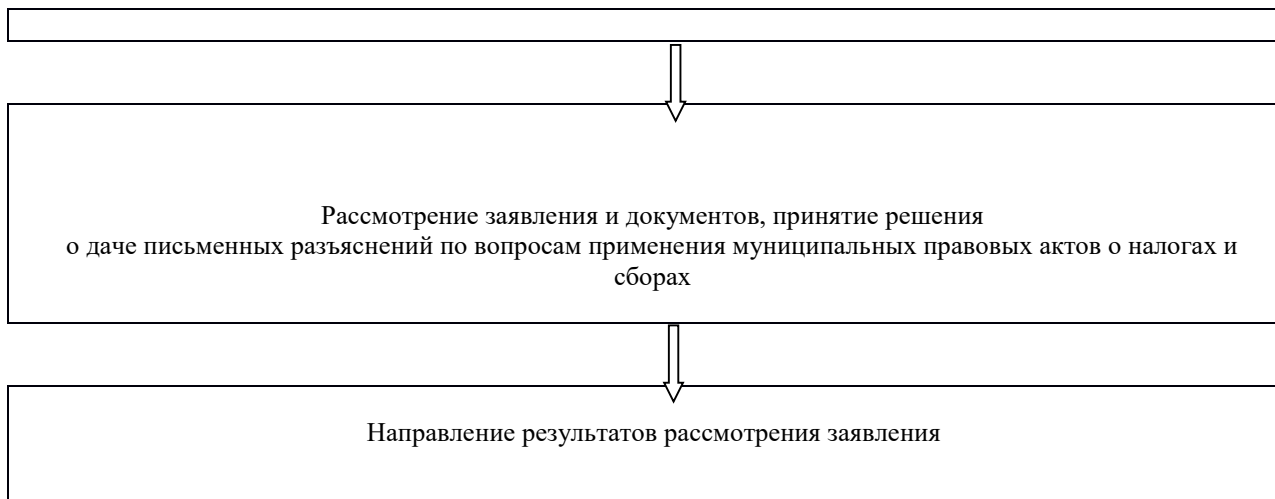 Рассмотрение заявления и документов, принятие решения
о даче письменных разъяснений по вопросам применения муниципальных правовых актов о налогах и
сборах
Направление результатов рассмотрения заявления